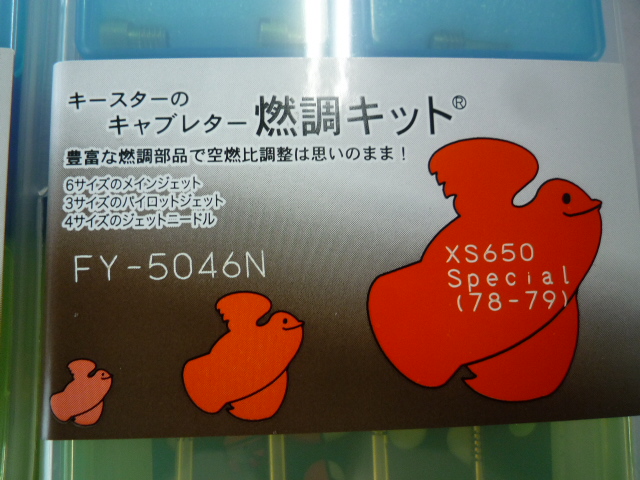 キースターの
キャブレター 燃調キット®
豊富な燃調部品で空燃比調整は思いのまま！
6サイズのメインジェット
3サイズのパイロットジェット
4サイズのジェットニードル
FY-5046N
XS650
Special
(78-79)